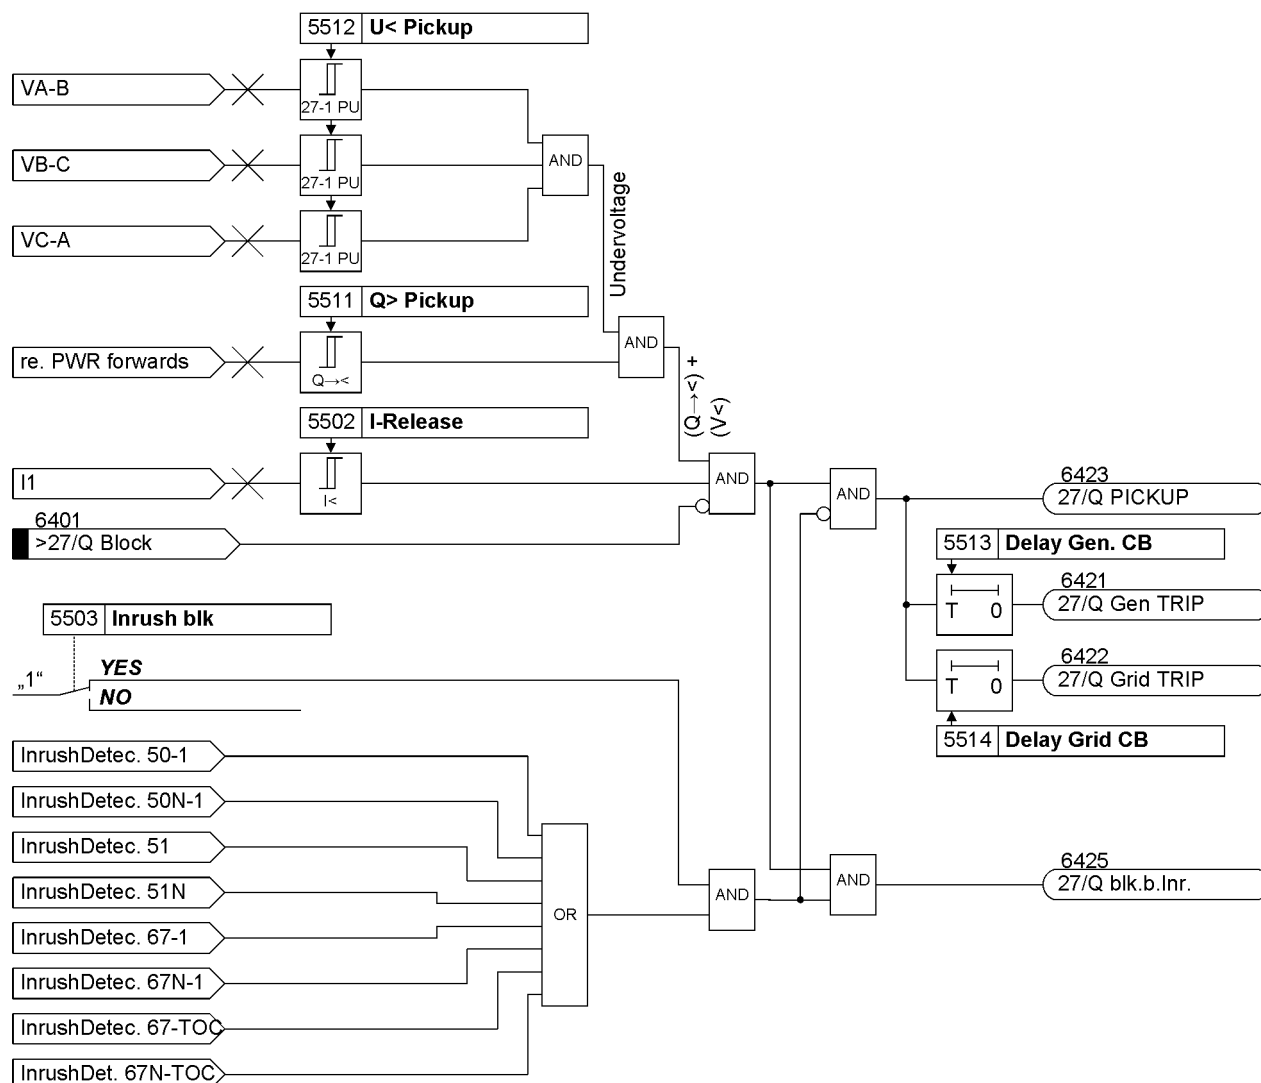 5512 U< Pickup
VA-B
27-1 PU
VB-C
27-1 PU
AND
VC-A
27-1 PU
Undervoltage
5511 Q> Pickup
re. PWR forwards
Q→<
AND
(Q→<) +
(V<)
5502 I-Release
I1
I<
AND
AND
6401
>27/Q Block
6423
27/Q PICKUP
5513 Delay Gen. CB
T 0
6421
27/Q Gen TRIP
T 0
6422
27/Q Grid TRIP
5514 Delay Grid CB
5503 Inrush blk
„1“
YES
NO
InrushDetec. 50-1
InrushDetec. 50N-1
InrushDetec. 51
InrushDetec. 51N
InrushDetec. 67-1
InrushDetec. 67N-1
InrushDetec. 67-TOC
InrushDet. 67N-TOC
OR
AND
AND
6425
27/Q blk.b.Inr.